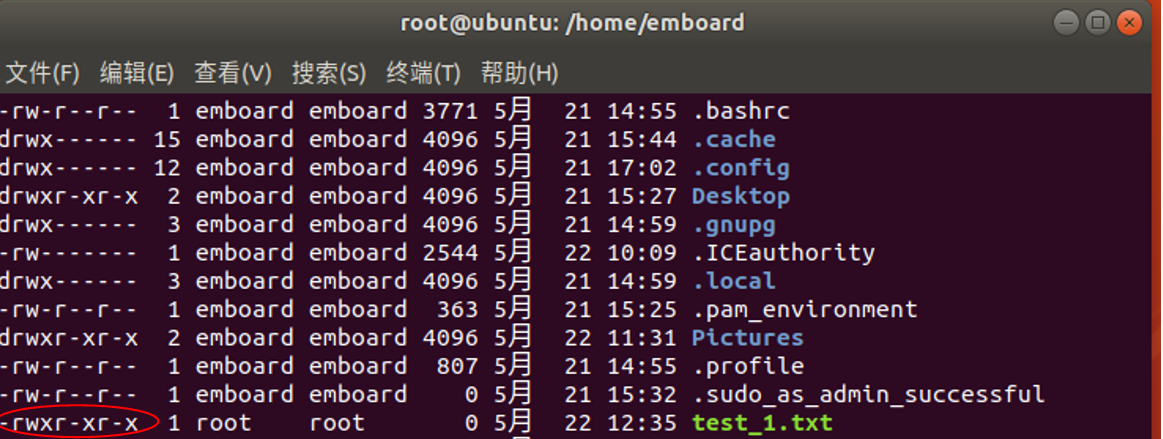 root@ubuntu: /home/emboard
文件(F) 编辑(E) 查看(V) 搜索(S) 终端(T) 帮助(H)
-rw-r--r-- 1 emboard emboard 3771 5月 21 14:55 .bashrc
drwx------ 15 emboard emboard 4096 5月 21 15:44 .cache
drwx------ 12 emboard emboard 4096 5月 21 17:02 .config
drwxr-xr-x 2 emboard emboard 4096 5月 21 15:27 Desktop
drwx------ 3 emboard emboard 4096 5月 21 14:59 .gnupg
-rw------- 1 emboard emboard 2544 5月 22 10:09 .ICEauthority
drwx------ 3 emboard emboard 4096 5月 21 14:59 .local
-rw------- 1 emboard emboard 363 5月 21 15:25 .pam_environment
drwxr-xr-x 2 emboard emboard 4096 5月 22 11:31 Pictures
-rw-r--r-- 1 emboard emboard 807 5月 21 14:55 .profile
-rw-r--r-- 1 emboard emboard 0 5月 21 15:32 .sudo_as_admin_successful
-rwxr-xr-x 1 root root 0 5月 22 12:35 test_1.txt